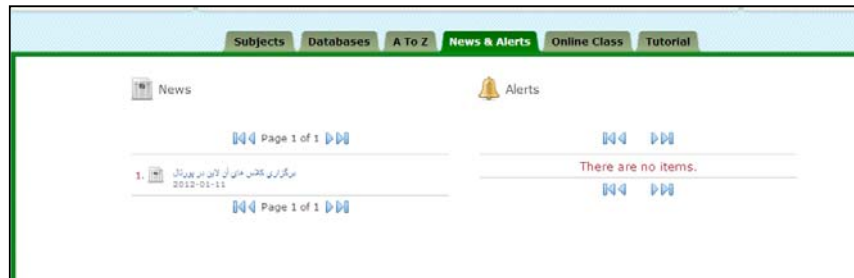 Subjects Databases A To Z News & Alerts Online Class Tutorial
News
Page 1 of 1
1. برگزاری کلاس های آن لاین در پورتال
2012-01-11
Page 1 of 1
Alerts
There are no items.